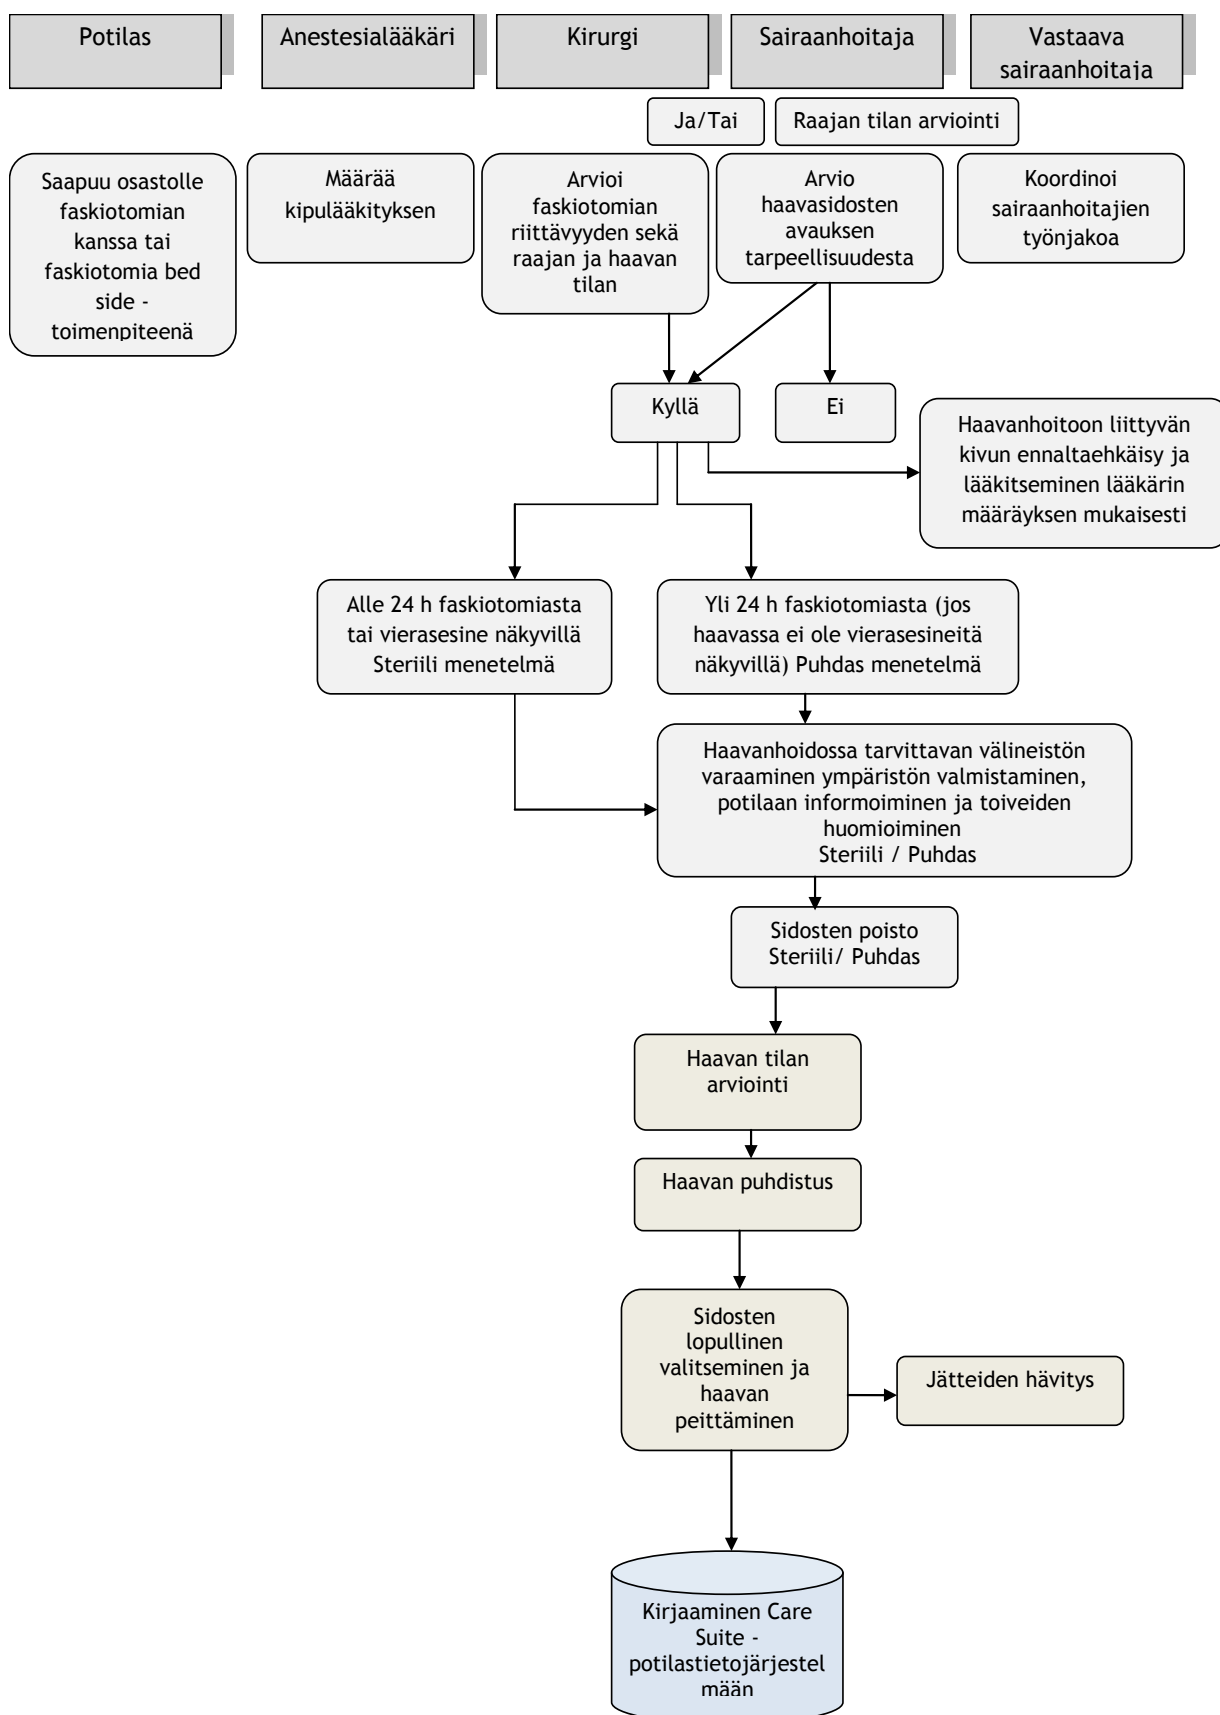 Potilas
Anestesialääkäri
Kirurgi
Sairaanhoitaja
Vastaava
sairaanhoitaja
Ja/Tai
Raajan tilan arviointi
Saapuu osastolle
faskiotomian
kanssa tai
faskiotomia bed
side -
toimenpiteenä
Määrää
kipulääkityksen
Arvioi
faskiotomian
riittävyyden sekä
raajan ja haavan
tilan
Arvio
haavasidosten
avauksen
tarpeellisuudesta
Koordinoi
sairaanhoitajien
työnjakoa
Kyllä
Ei
Haavanhoitoon liittyvän
kivun ennaltaehkäisy ja
lääkitseminen lääkärin
määräyksen mukaisesti
Alle 24 h faskiotomiasta
tai vierasesine näkyvillä
Steriili menetelmä
Yli 24 h faskiotomiasta (jos
haavassa ei ole vierasesineitä
näkyvillä) Puhdas menetelmä
Haavanhoidossa tarvittavan välineistön
varaaminen ympäristön valmistaminen,
potilaan informoiminen ja toiveiden
huomioiminen
Steriili / Puhdas
Sidosten poisto
Steriili/ Puhdas
Haavan tilan
arviointi
Haavan puhdistus
Sidosten
lopullinen
valitseminen ja
haavan
peittäminen
Jätteiden hävitys
Kirjaaminen Care
Suite -
potilastietojärjestel
mään